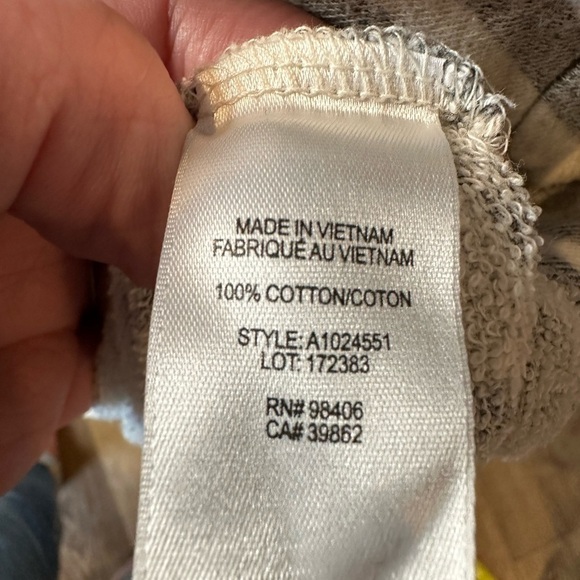 MADE IN VIETNAM
FABRIQUÉ AU VIETNAM
100% COTTON/COTON
STYLE: A1024551
LOT: 172383
RN# 98406
CA# 39862